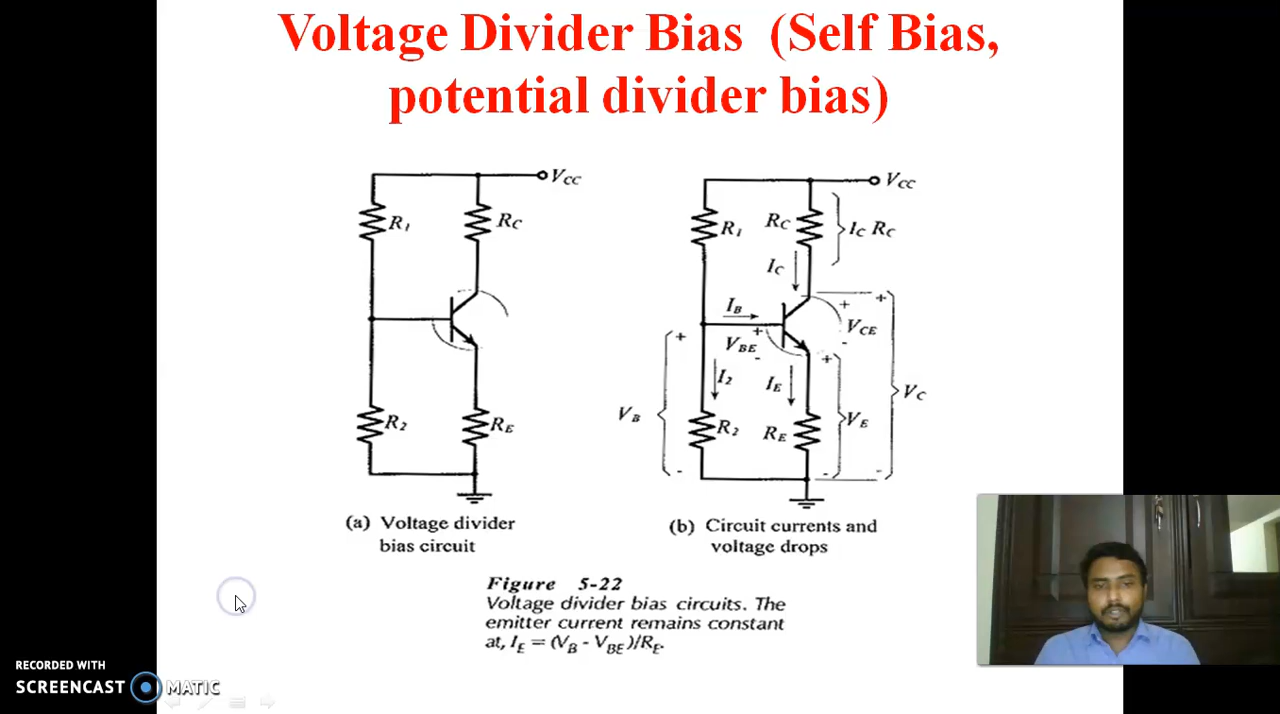 Voltage Divider Bias (Self Bias,
potential divider bias)
VCC
R1
RC
R2
RE
(a) Voltage divider
bias circuit
VCC
R1
RC
IC RC
IC
IB
+
+
+
VCE
+
VBE
-
-
+
+
I2
IE
VC
VB
VE
R2
RE
-
-
-
(b) Circuit currents and
voltage drops
Figure 5-22
Voltage divider bias circuits. The
emitter current remains constant
at, IE = (VB - VBE)/RE.
RECORDED WITH
SCREENCAST MATIC